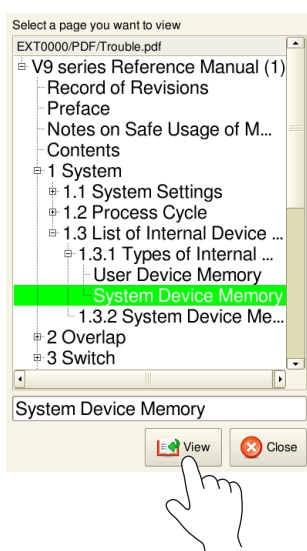 Select a page you want to view
EXT0000/PDF/Trouble.pdf
V9 series Reference Manual (1)
Record of Revisions
Preface
Notes on Safe Usage of M...
Contents
1 System
1.1 System Settings
1.2 Process Cycle
1.3 List of Internal Device ...
1.3.1 Types of Internal ...
User Device Memory
System Device Memory
1.3.2 System Device Me...
2 Overlap
3 Switch
System Device Memory
View
Close